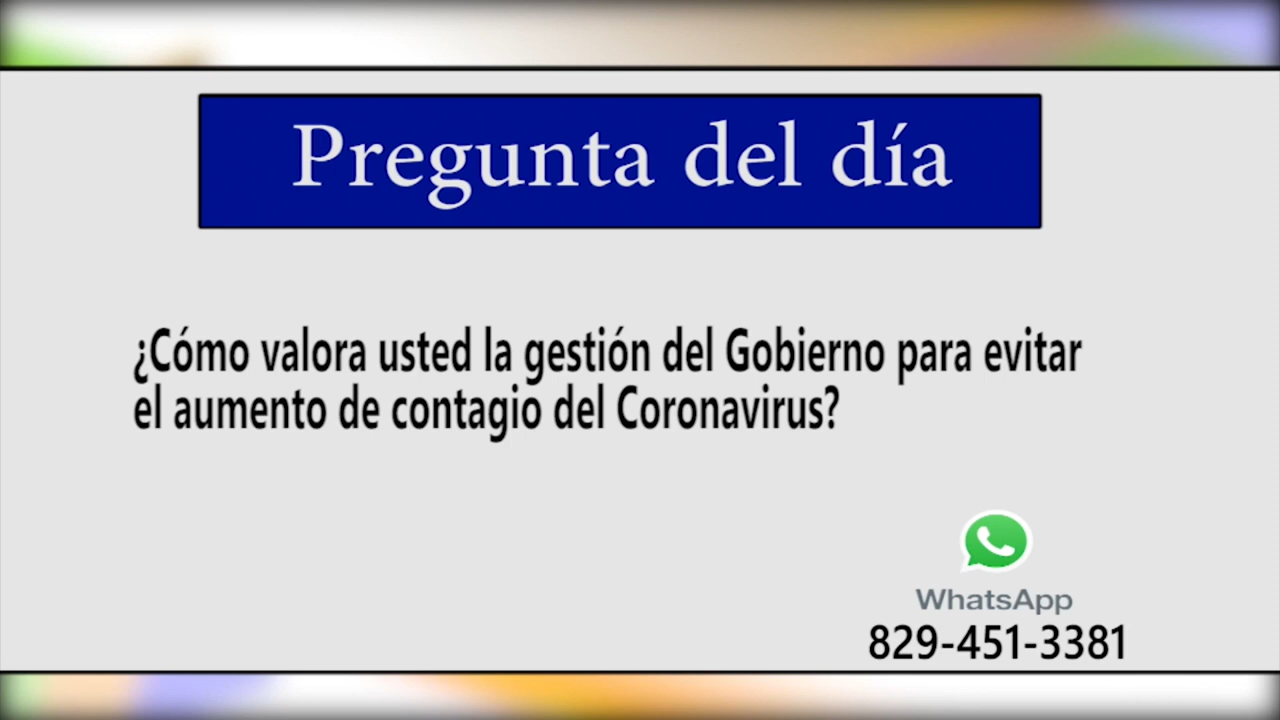 Pregunta del día
¿Cómo valora usted la gestión del Gobierno para evitar
el aumento de contagio del Coronavirus?
WhatsApp
829-451-3381